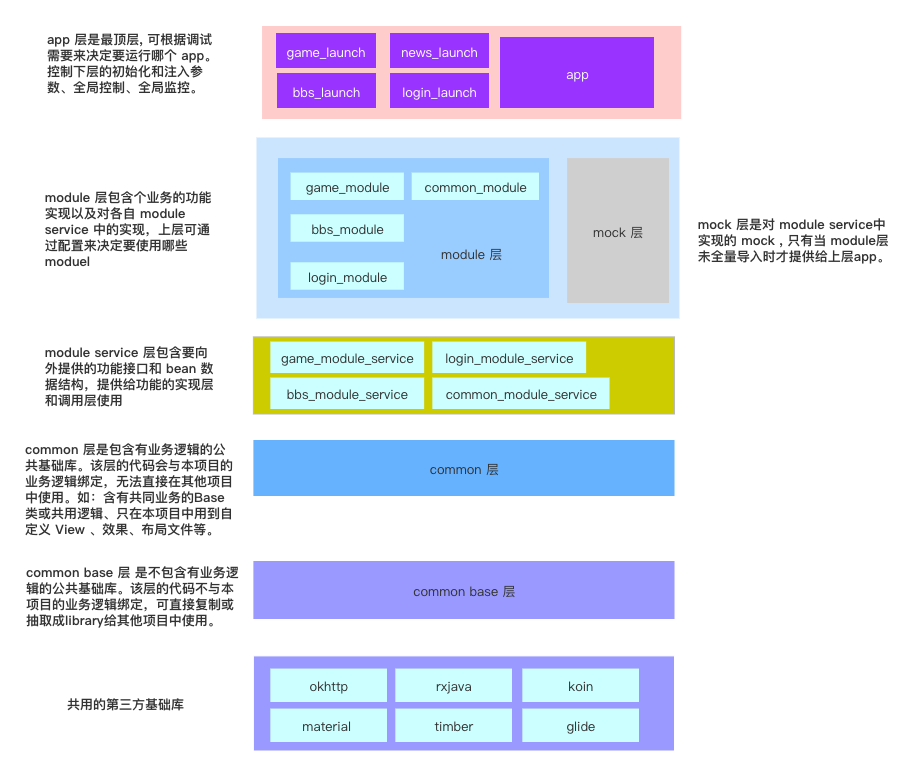 app 层是最顶层, 可根据调试
需要来决定要运行哪个 app。
控制下层的初始化和注入参
数、全局控制、全局监控。
game_launch
news_launch
app
bbs_launch
login_launch
module 层包含个业务的功能
实现以及对各自 module
service 中的实现，上层可通
过配置来决定要使用哪些
moduel
game_module
common_module
bbs_module
module 层
login_module
mock 层
mock 层是对 module service中
实现的 mock , 只有当 module层
未全量导入时才提供给上层app。
module service 层包含要向
外提供的功能接口和 bean 数
据结构，提供给功能的实现层
和调用层使用
game_module_service
login_module_service
bbs_module_service
common_module_service
common 层是包含有业务逻辑的公
共基础库。该层的代码会与本项目的
业务逻辑绑定，无法直接在其他项目
中使用。如：含有共同业务的Base
类或共用逻辑、只在本项目中用到自
定义 View 、效果、布局文件等。
common 层
common base 层 是不包含有业务逻
辑的公共基础库。该层的代码不与本
项目的业务逻辑绑定，可直接复制或
抽取成library给其他项目中使用。
common base 层
共用的第三方基础库
okhttp
rxjava
koin
material
timber
glide